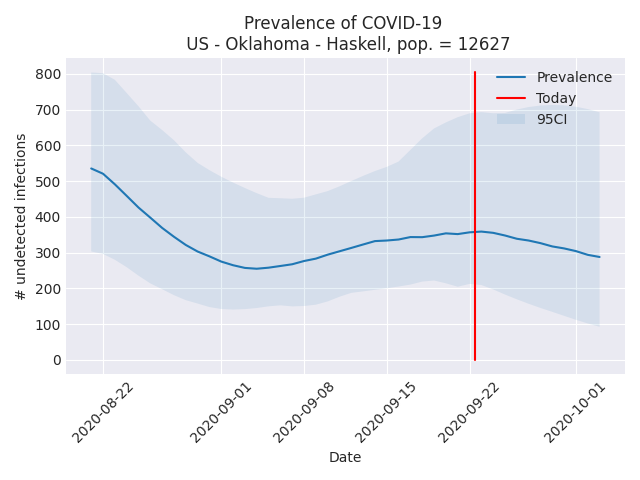 Prevalence of COVID-19
US - Oklahoma - Haskell, pop. = 12627
Prevalence
Today
95CI
# undetected infections
800
700
600
500
400
300
200
100
0
2020-08-22
2020-09-01
2020-09-08
2020-09-15
2020-09-22
2020-10-01
Date